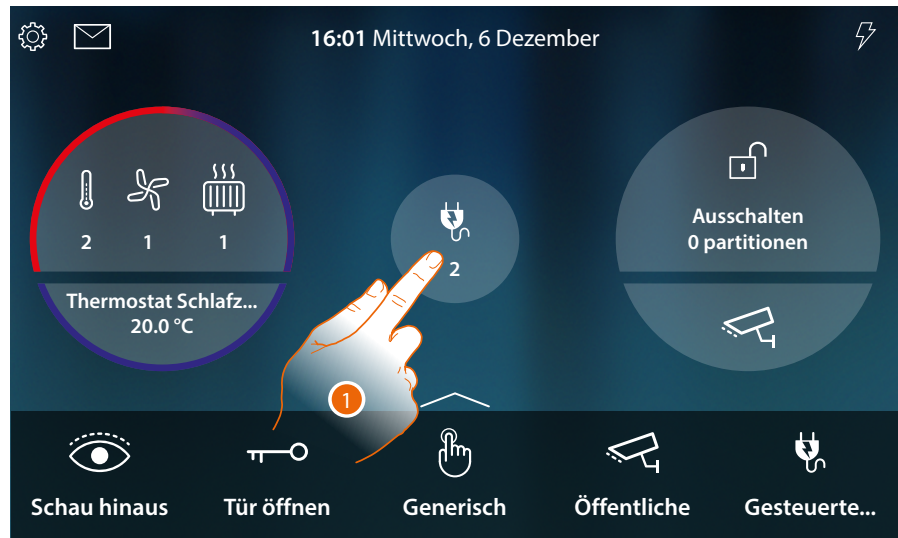 16:01 Mittwoch, 6 Dezember
2 1 1
Thermostat Schlafz...
20.0 °C
2
Ausschalten
0 partitionen
1
Schau hinaus
Tür öffnen
Generisch
Öffentliche
Gesteuerte...